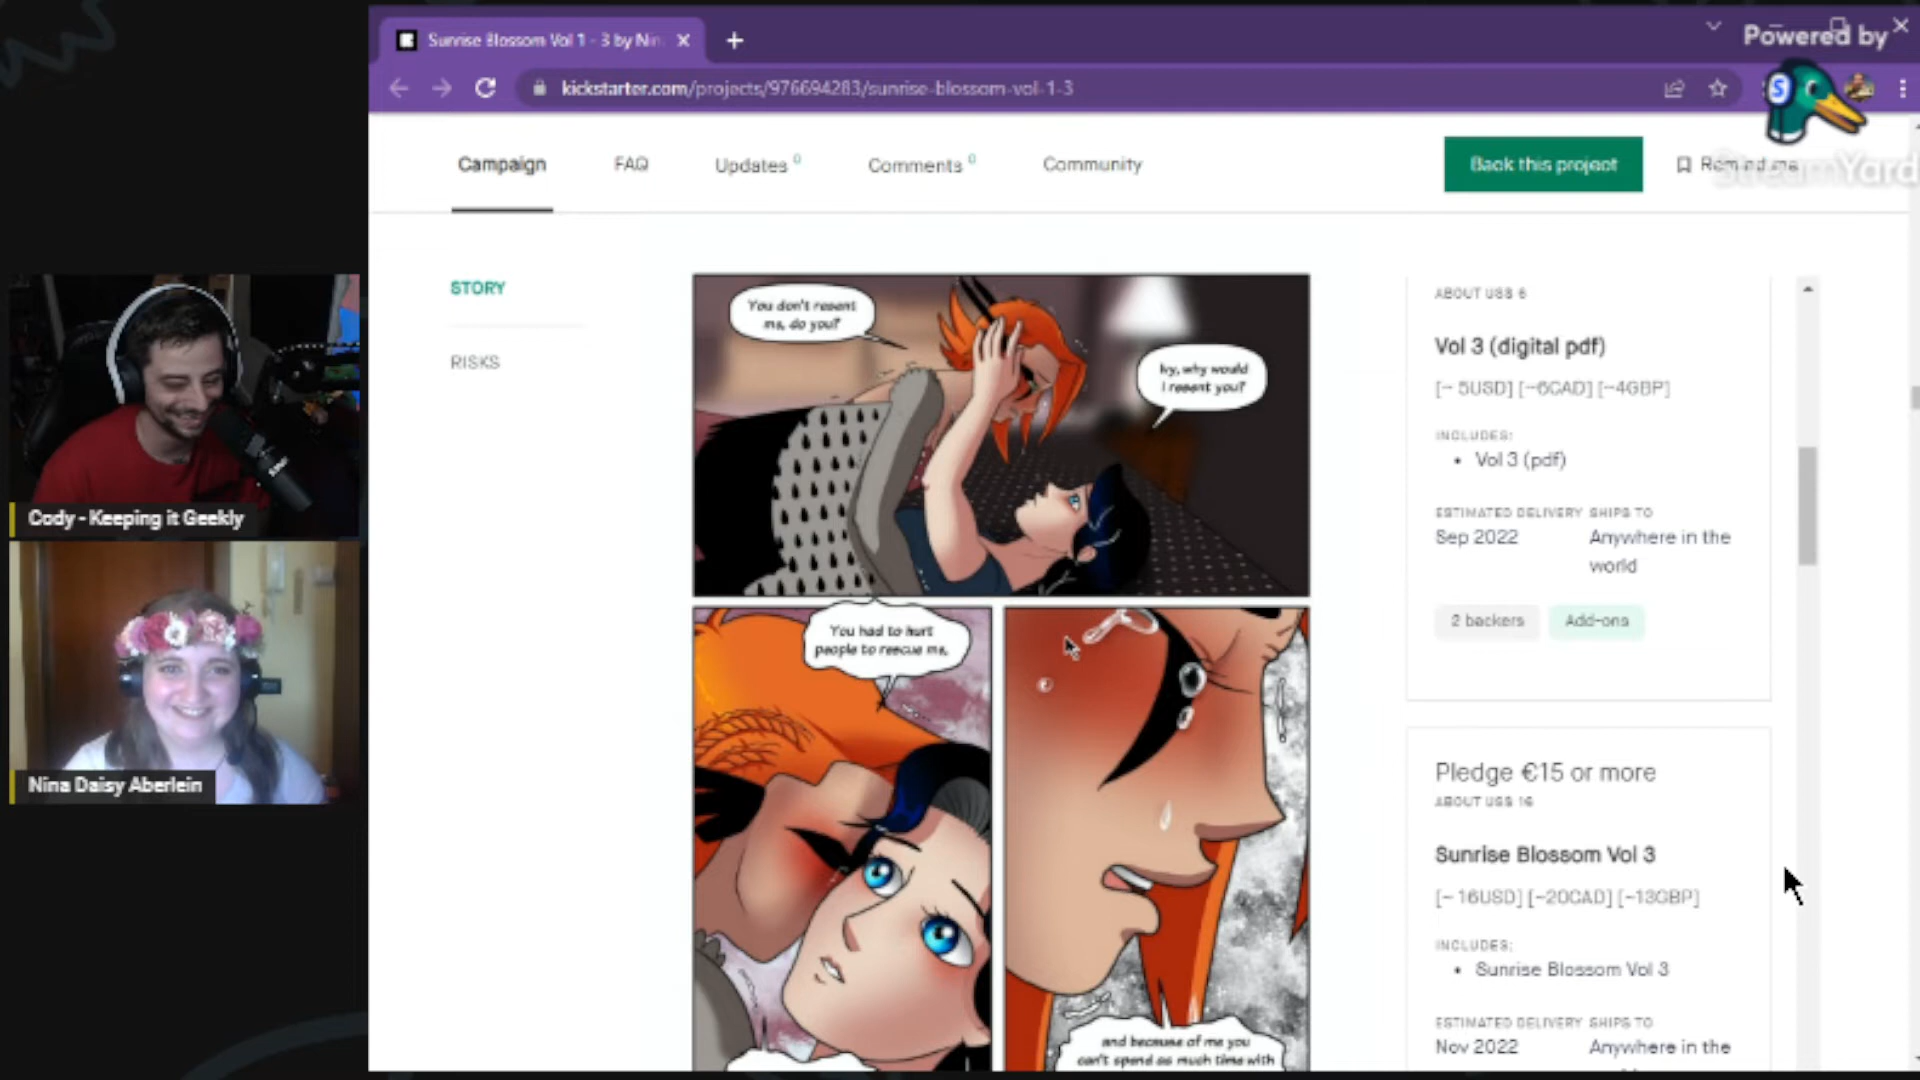 Sunrise Blossom Vol 1 - 3 by Nin
kickstarter.com/projects/976694283/sunrise-blossom-vol-1-3
Powered by
S
StreamYard
Campaign
FAQ
Updates 0
Comments 0
Community
Back this project
Remind me
STORY
RISKS
You don't resent
me, do you?
Ivy, why would
I resent you?
You had to hurt
people to rescue me,
and because of me you
can't spend as much time with
ABOUT US$ 6
Vol 3 (digital pdf)
[~ 5USD] [~6CAD] [~4GBP]
INCLUDES:
• Vol 3 (pdf)
ESTIMATED DELIVERY SHIPS TO
Sep 2022 Anywhere in the
world
2 backers Add-ons
Pledge €15 or more
ABOUT US$ 16
Sunrise Blossom Vol 3
[~ 16USD] [~20CAD] [~13GBP]
INCLUDES:
• Sunrise Blossom Vol 3
ESTIMATED DELIVERY SHIPS TO
Nov 2022 Anywhere in the
Cody - Keeping it Geekly
Nina Daisy Aberlein